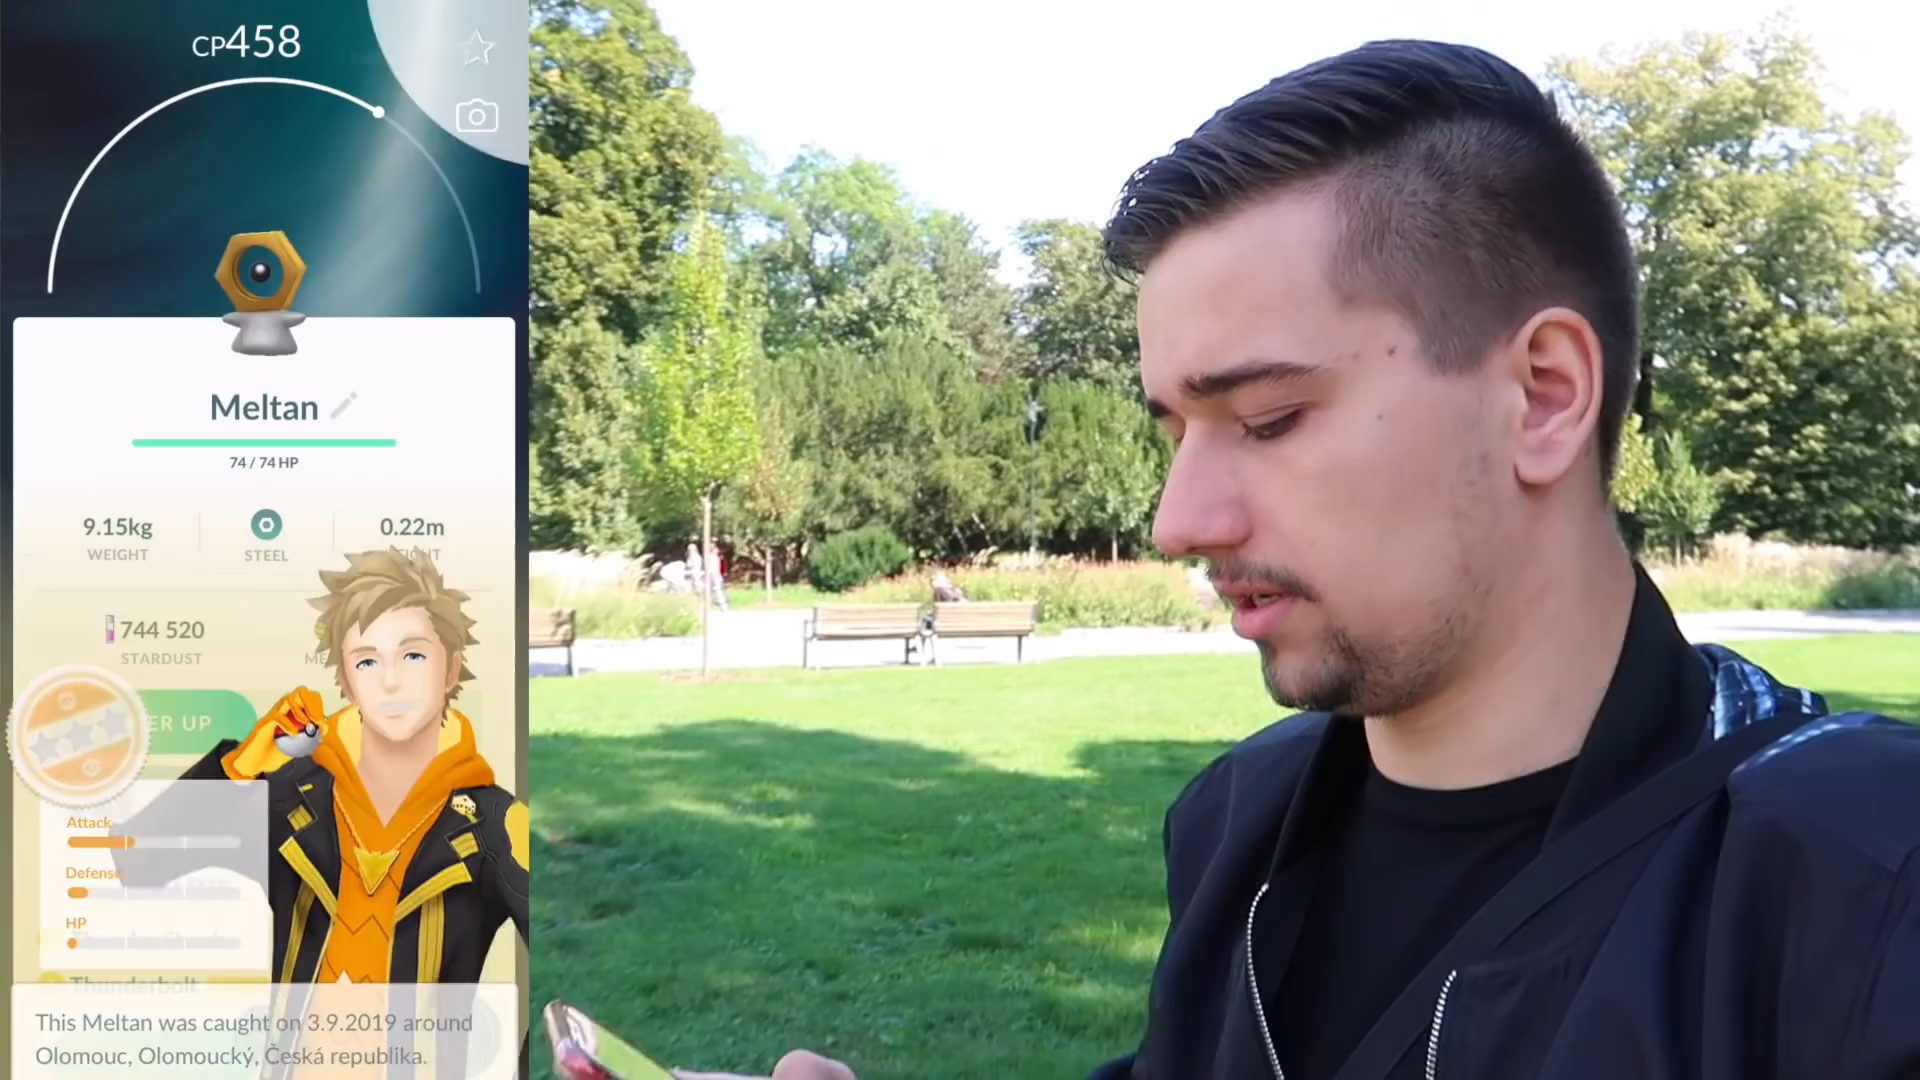 CP458
Meltan
74 / 74 HP
9.15kg
WEIGHT
STEEL
0.22m
744 520
STARDUST
ER UP
Attack
Defense
HP
Thunderbolt
This Meltan was caught on 3.9.2019 around
Olomouc, Olomoucký, Česká republika.